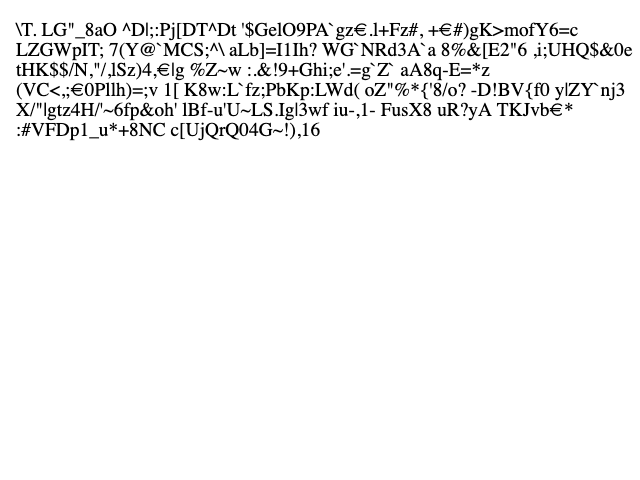 \T. LG"_8aO ^D|;:Pj[DT^Dt '$GelO9PA`gz€.l+Fz#, +€#)gK>mofY6=c
LZGWpIT; 7(Y@`MCS;^\ aLb]=I1Ih? WG`NRd3A`a 8%&[E2"6 ,i;UHQ$&0e
tHK$$/N,"/,lSz)4,€|g %Z~w :.&!9+Ghi;e'.=g`Z` aA8q-E=*z
(VC<,;€0Pllh)=;v 1[ K8w:L`fz;PbKp:LWd( oZ"%*{'8/o? -D!BV{f0 y|ZY`nj3
X/"|gtz4H/'~6fp&oh' lBf-u'U~LS.Ig|3wf iu-,1- FusX8 uR?yA TKJvb€*
:#VFDp1_u*+8NC c[UjQrQ04G~!),16